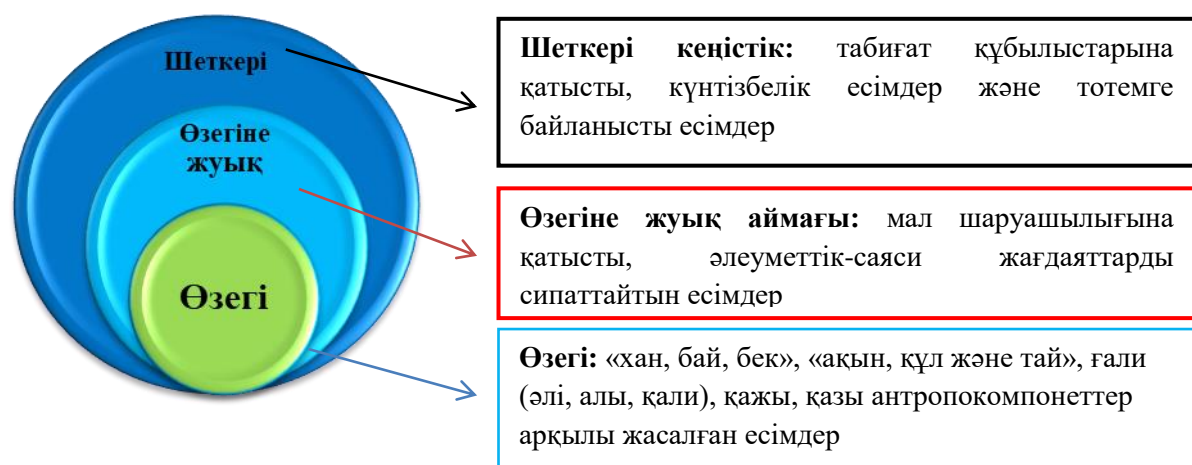 Шеткері
Өзегіне
жуық
Өзегі
Шеткері кеңістік: табиғат құбылыстарына
қатысты, күнтізбелік есімдер және тотемге
байланысты есімдер
Өзегіне жуық аймағы: мал шаруашылығына
қатысты, әлеуметтік-саяси жағдаяттарды
сипаттайтын есімдер
Өзегі: «хан, бай, бек», «ақын, құл және тай», ғали
(әлі, алы, қали), қажы, қазы антропокомпонеттер
арқылы жасалған есімдер